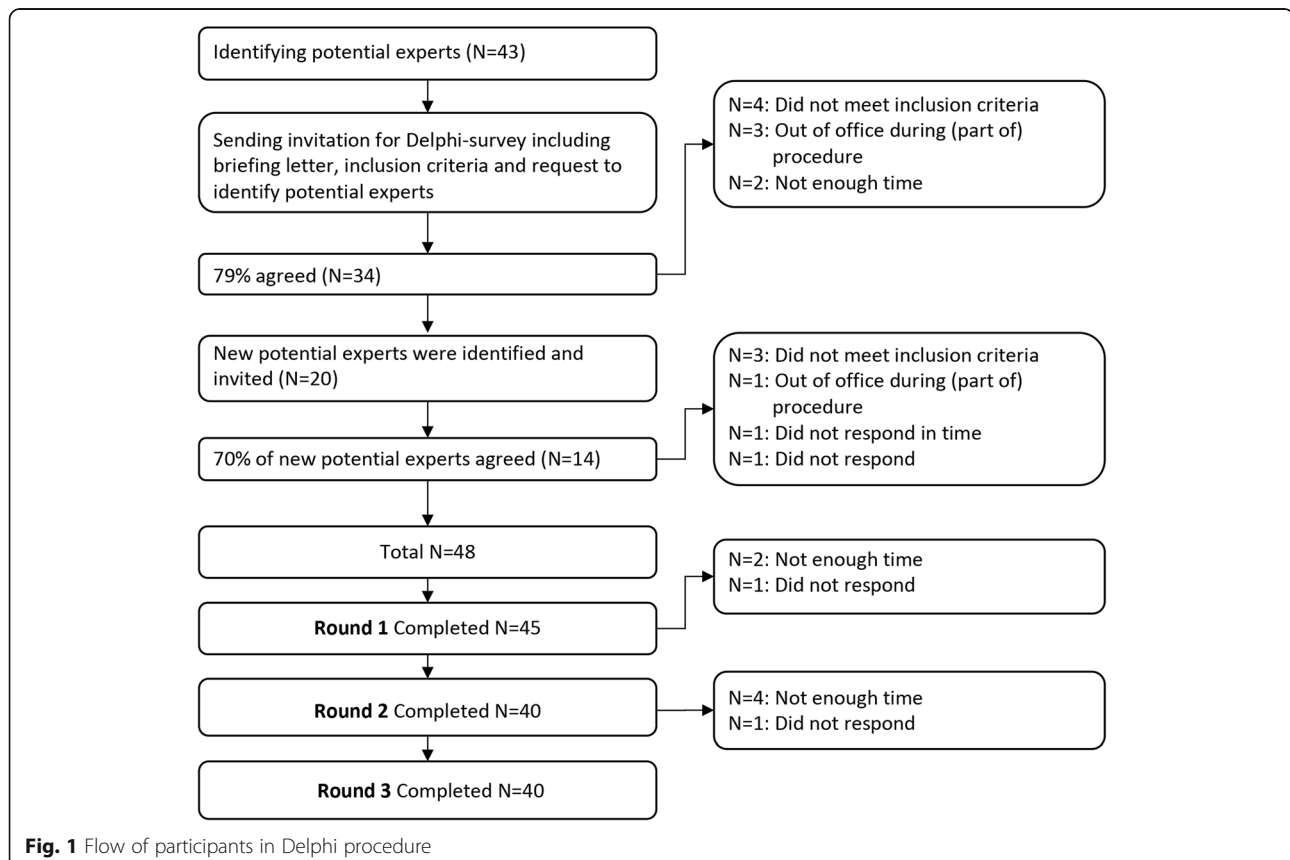 Identifying potential experts (N=43)
Sending invitation for Delphi-survey including
briefing letter, inclusion criteria and request to
identify potential experts
N=4: Did not meet inclusion criteria
N=3: Out of office during (part of)
procedure
N=2: Not enough time
79% agreed (N=34)
New potential experts were identified and
invited (N=20)
N=3: Did not meet inclusion criteria
N=1: Out of office during (part of)
procedure
N=1: Did not respond in time
N=1: Did not respond
70% of new potential experts agreed (N=14)
Total N=48
N=2: Not enough time
N=1: Did not respond
Round 1 Completed N=45
Round 2 Completed N=40
N=4: Not enough time
N=1: Did not respond
Round 3 Completed N=40
Fig. 1 Flow of participants in Delphi procedure